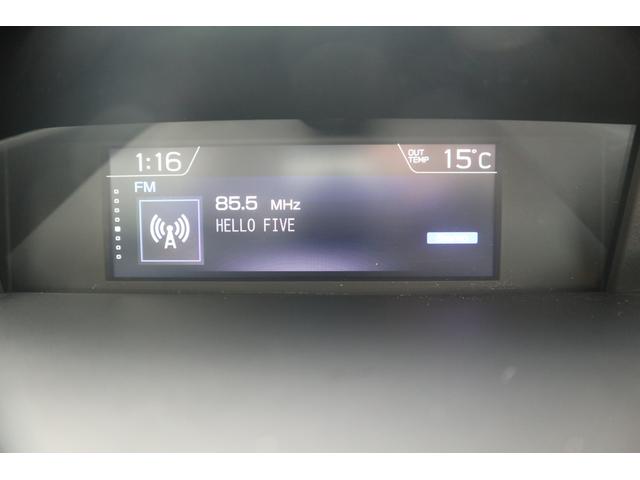 1:16
OUT TEMP 15°C
FM
85.5 MHz
HELLO FIVE